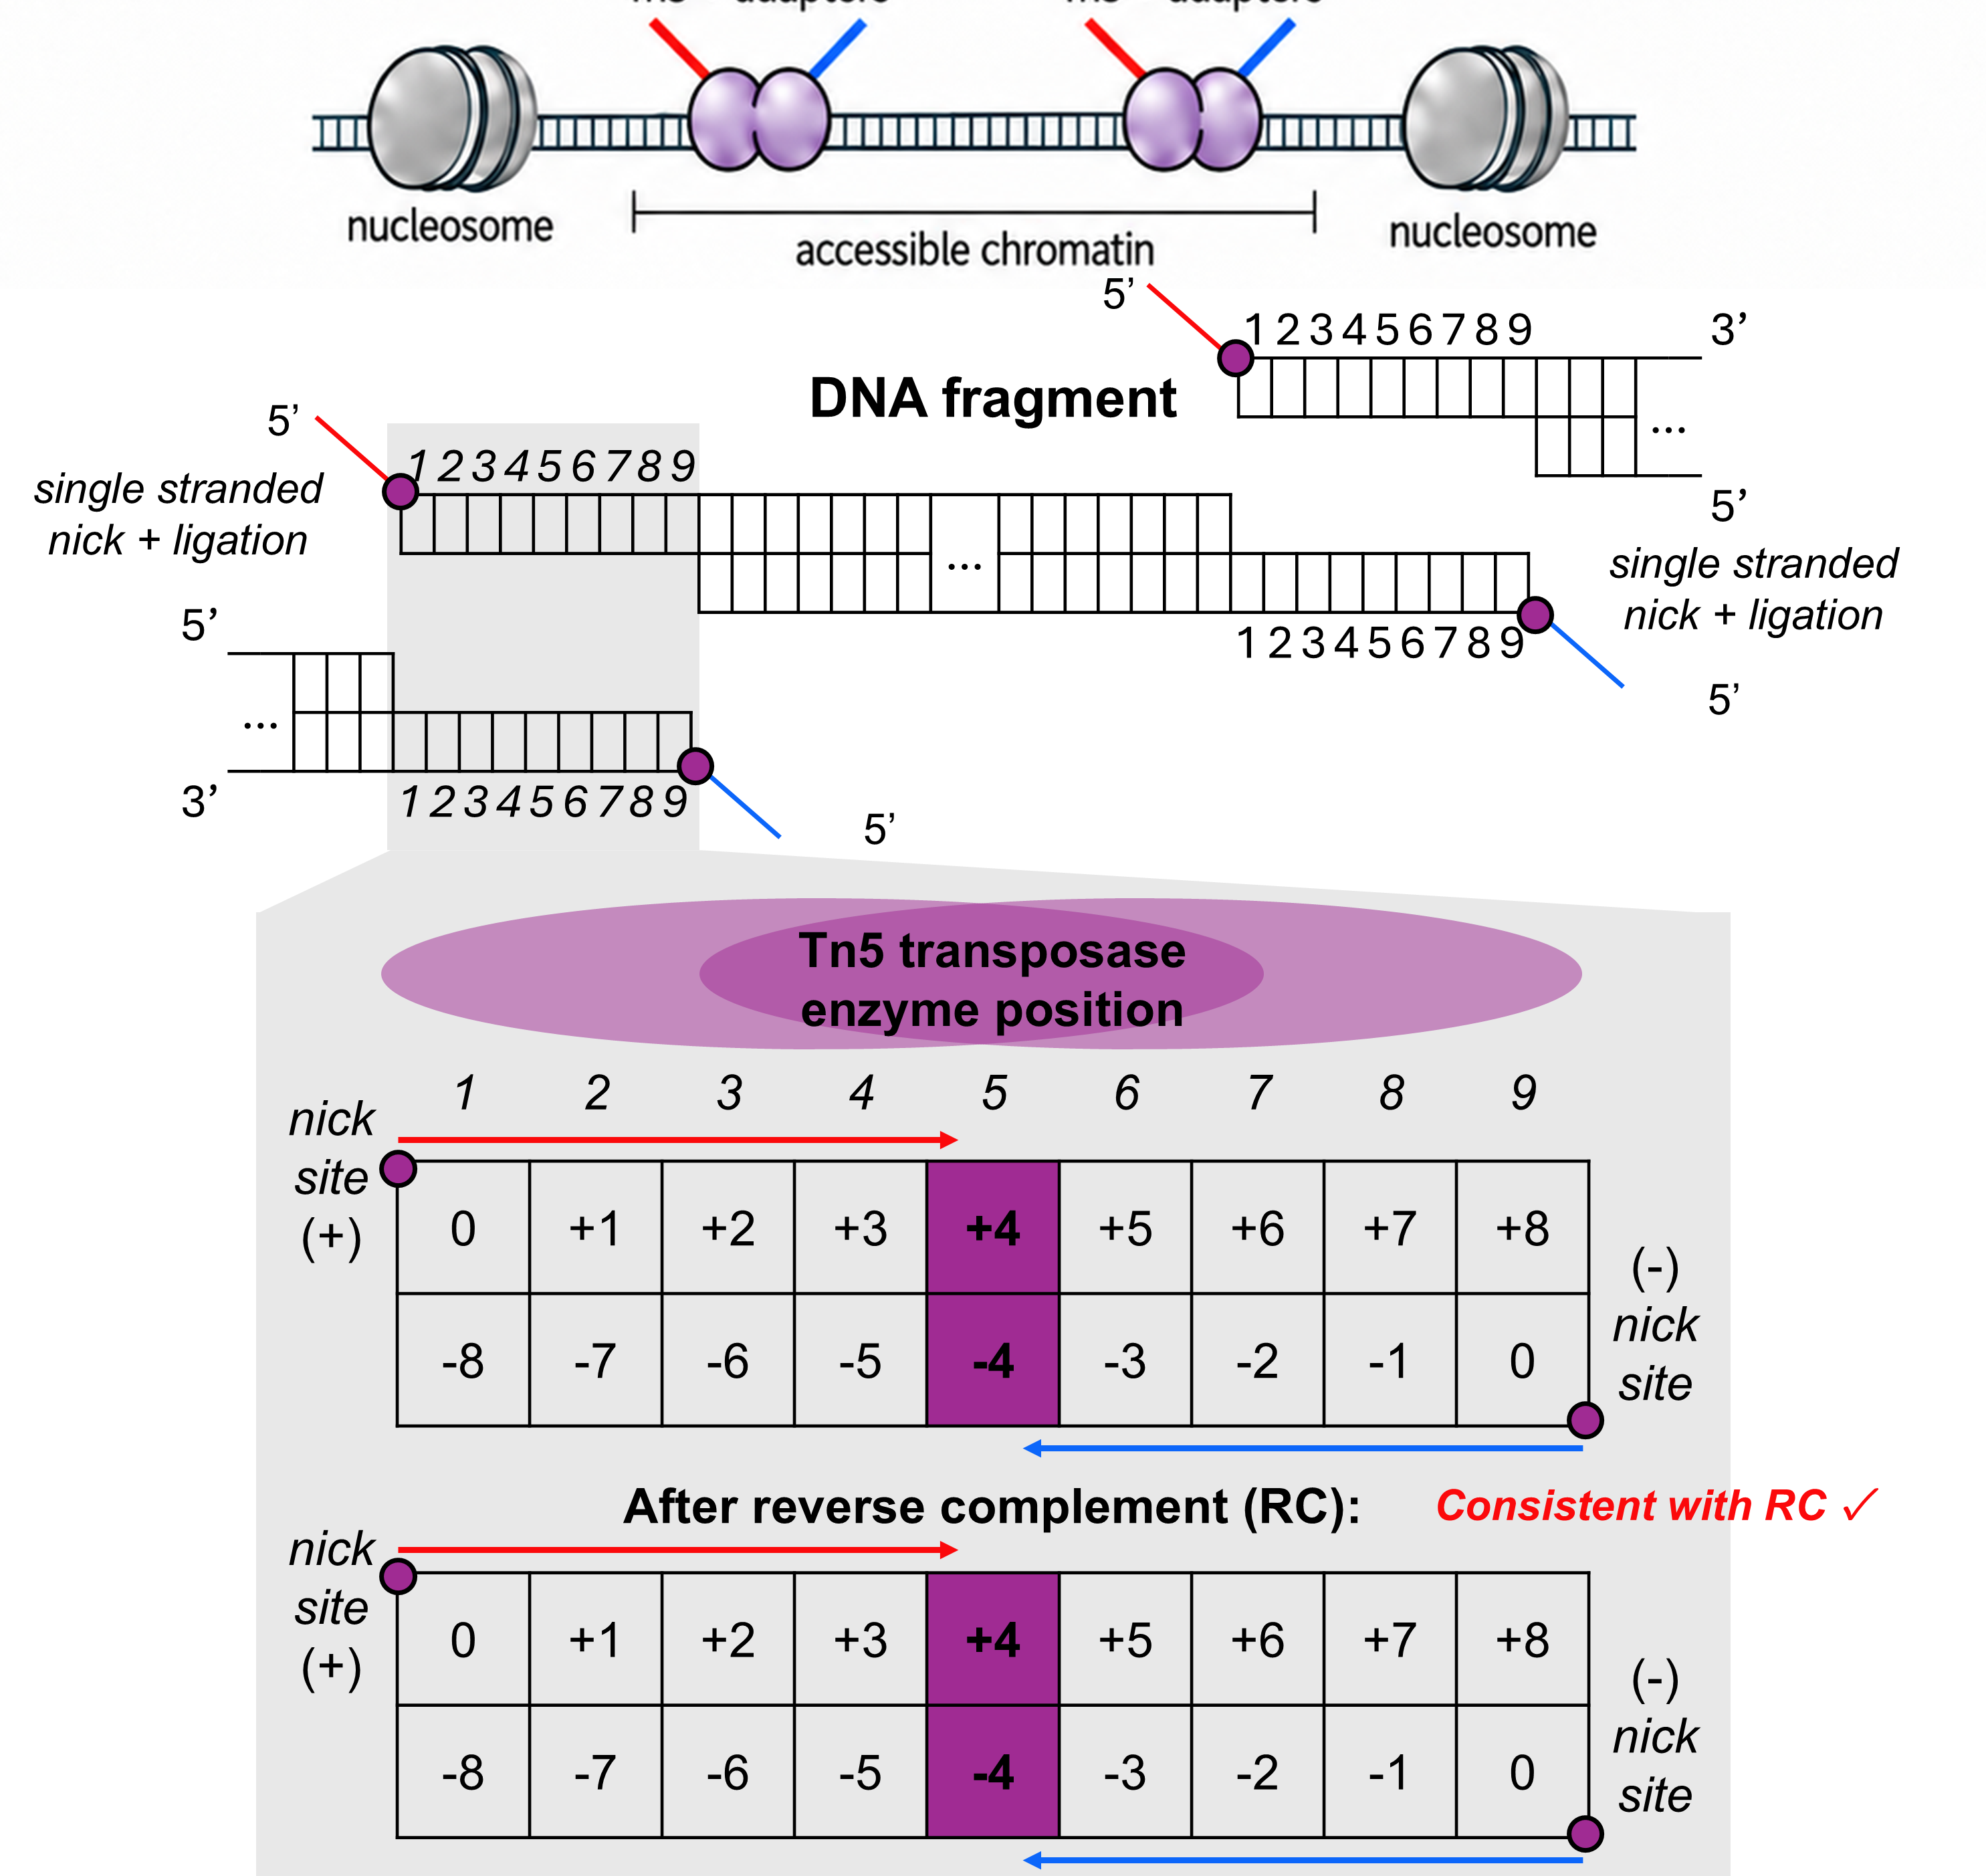 nucleosome
nucleosome
accessible chromatin
5’
1 2 3 4 5 6 7 8 9
3’
DNA fragment
...
5’
1 2 3 4 5 6 7 8 9
single stranded
nick + ligation
5’
...
single stranded
nick + ligation
1 2 3 4 5 6 7 8 9
5’
5’
...
3’
1 2 3 4 5 6 7 8 9
5’
Tn5 transposase
enzyme position
1 2 3 4 5 6 7 8 9
nick
site
(+)
0 +1 +2 +3 +4 +5 +6 +7 +8
-8 -7 -6 -5 -4 -3 -2 -1 0
(-)
nick
site
After reverse complement (RC):
Consistent with RC ✓
nick
site
(+)
0 +1 +2 +3 +4 +5 +6 +7 +8
-8 -7 -6 -5 -4 -3 -2 -1 0
(-)
nick
site